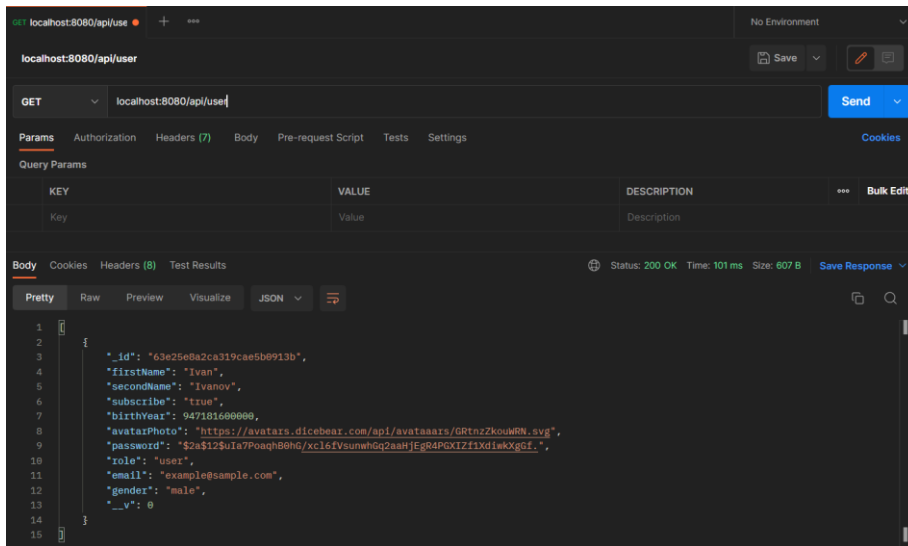 GET localhost:8080/api/use + ooo No Environment
localhost:8080/api/user Save
GET localhost:8080/api/user Send
Params Authorization Headers (7) Body Pre-request Script Tests Settings Cookies
Query Params
KEY VALUE DESCRIPTION ooo Bulk Edit
Key Value Description
Body Cookies Headers (8) Test Results Status: 200 OK Time: 101 ms Size: 607 B Save Response
Pretty Raw Preview Visualize JSON
1 [
2 {
3 "_id": "63e25e8a2ca319cae5b0913b",
4 "firstName": "Ivan",
5 "secondName": "Ivanov",
6 "subscribe": "true",
7 "birthYear": 947181600000,
8 "avatarPhoto": "https://avatars.dicebear.com/api/avataaars/GRtnzZkouWRN.svg",
9 "password": "$2a$12$uIa7PoaqhB0hG/xcl6fVsunwhGq2aaHjEgR4PGXIZf1XdiwkXgGf.",
10 "role": "user",
11 "email": "example@sample.com",
12 "gender": "male",
13 "__v": 0
14 }
15 ]